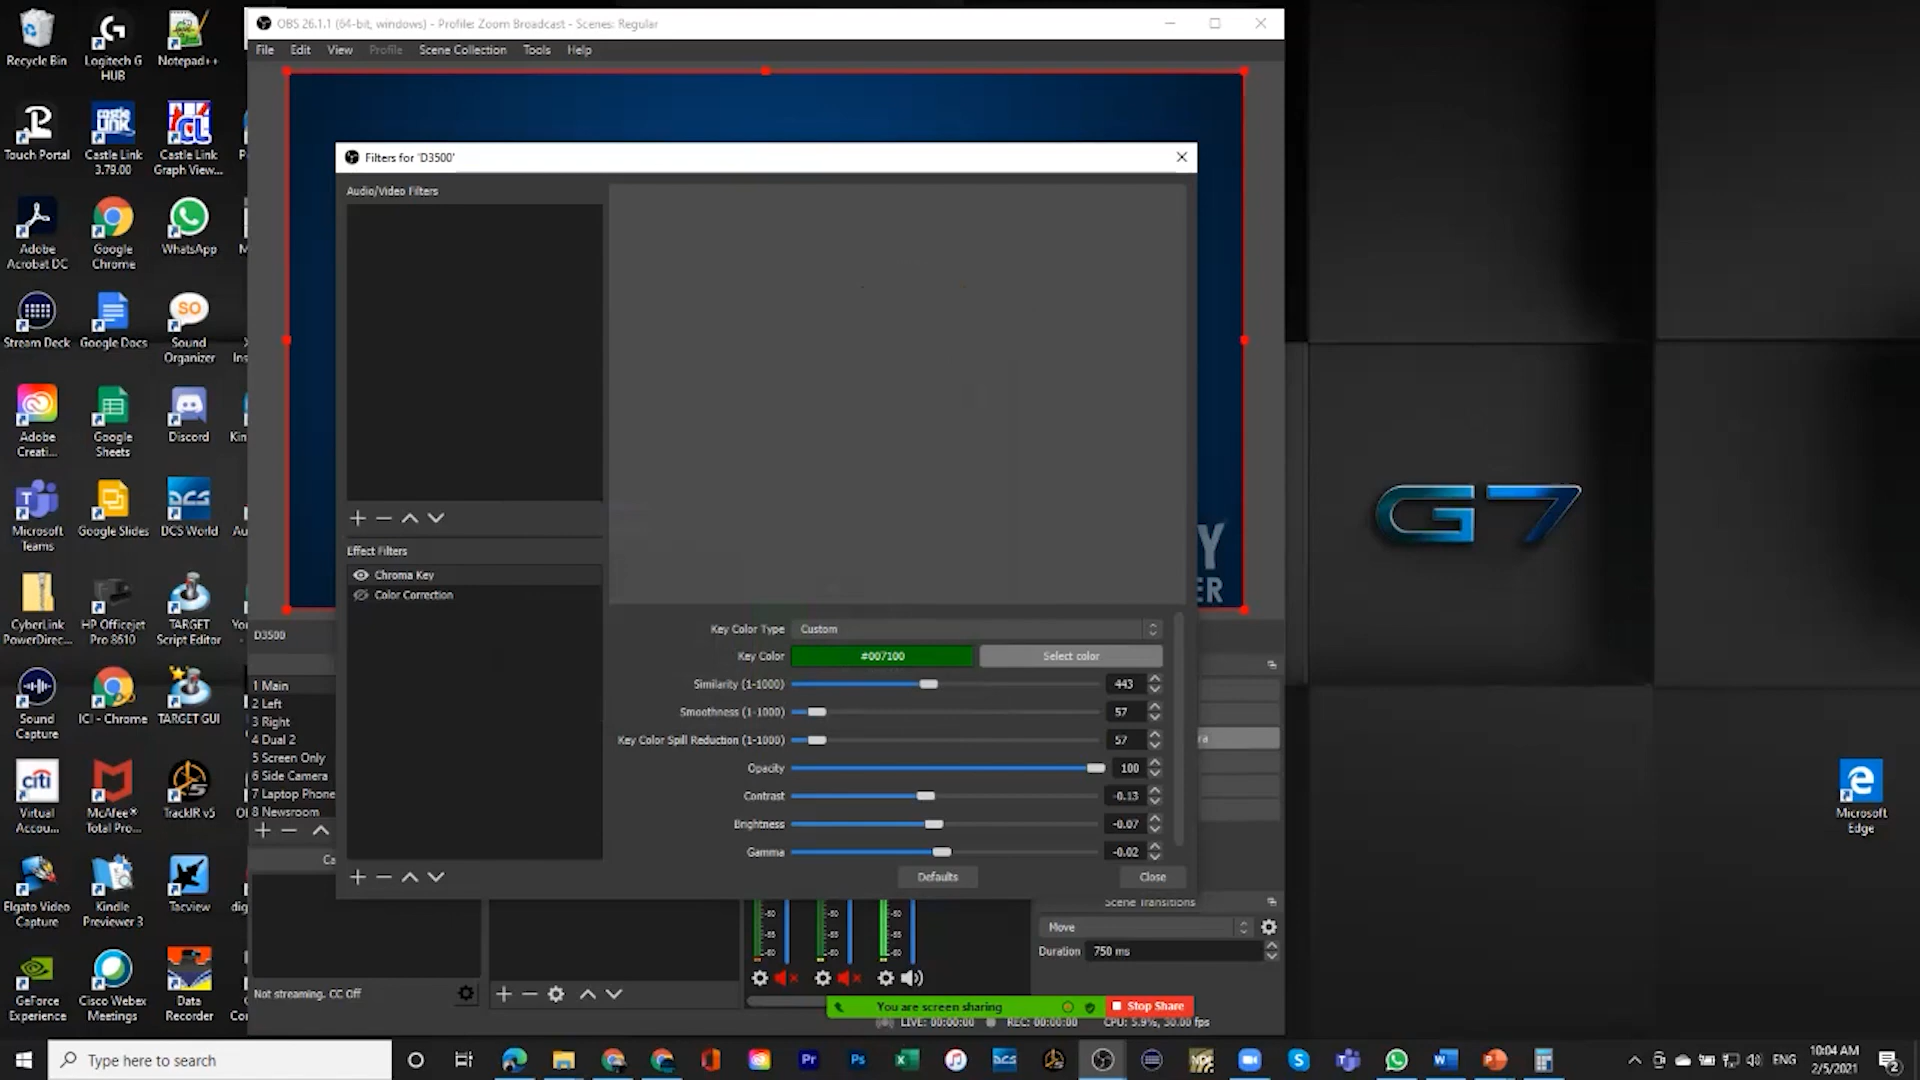 OBS 26.1.1 (64-bit, windows) - Profile: Zoom Broadcast - Scenes: Regular
File Edit View Profile Scene Collection Tools Help
Recycle Bin
Logitech G HUB
Notepad++
Touch Portal
Castle Link 3.79.00
Castle Link Graph View...
Adobe Acrobat DC
Google Chrome
WhatsApp
Stream Deck
Google Docs
Sound Organizer
Adobe Creati...
Google Sheets
Discord
Microsoft Teams
Google Slides
DCS World
CyberLink PowerDirec...
HP Officejet Pro 8610
TARGET Script Editor
Sound Capture
ICI - Chrome
TARGET GUI
Virtual Accou...
McAfee® Total Pro...
TrackIR v5
Elgato Video Capture
Kindle Previewer 3
Tacview
GeForce Experience
Cisco Webex Meetings
Data Recorder
Filters for 'D3500'
Audio/Video Filters
Effect Filters
Chroma Key
Color Correction
Key Color Type Custom
Key Color #007100 Select color
Similarity (1-1000) 443
Smoothness (1-1000) 57
Key Color Spill Reduction (1-1000) 57
Opacity 100
Contrast -0.13
Brightness -0.07
Gamma -0.02
Defaults Close
D3500
1 Main
2 Left
3 Right
4 Dual 2
5 Screen Only
6 Side Camera
7 Laptop Phone
8 Newsroom
Scene Transitions
Move
Duration 750 ms
Not streaming. CC Off
You are screen sharing Stop Share
LIVE: 00:00:00 REC: 00:00:00 CPU: 5.9%, 30.00 fps
G7
Microsoft Edge
Type here to search
ENG
10:04 AM
2/5/2021